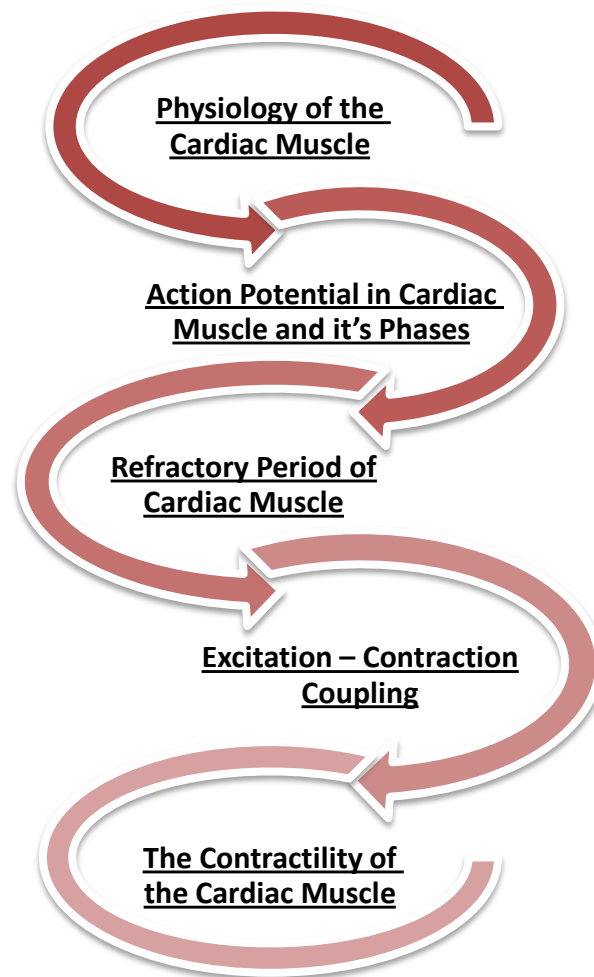 Physiology of the
Cardiac Muscle
Action Potential in Cardiac
Muscle and it’s Phases
Refractory Period of
Cardiac Muscle
Excitation – Contraction
Coupling
The Contractility of
the Cardiac Muscle